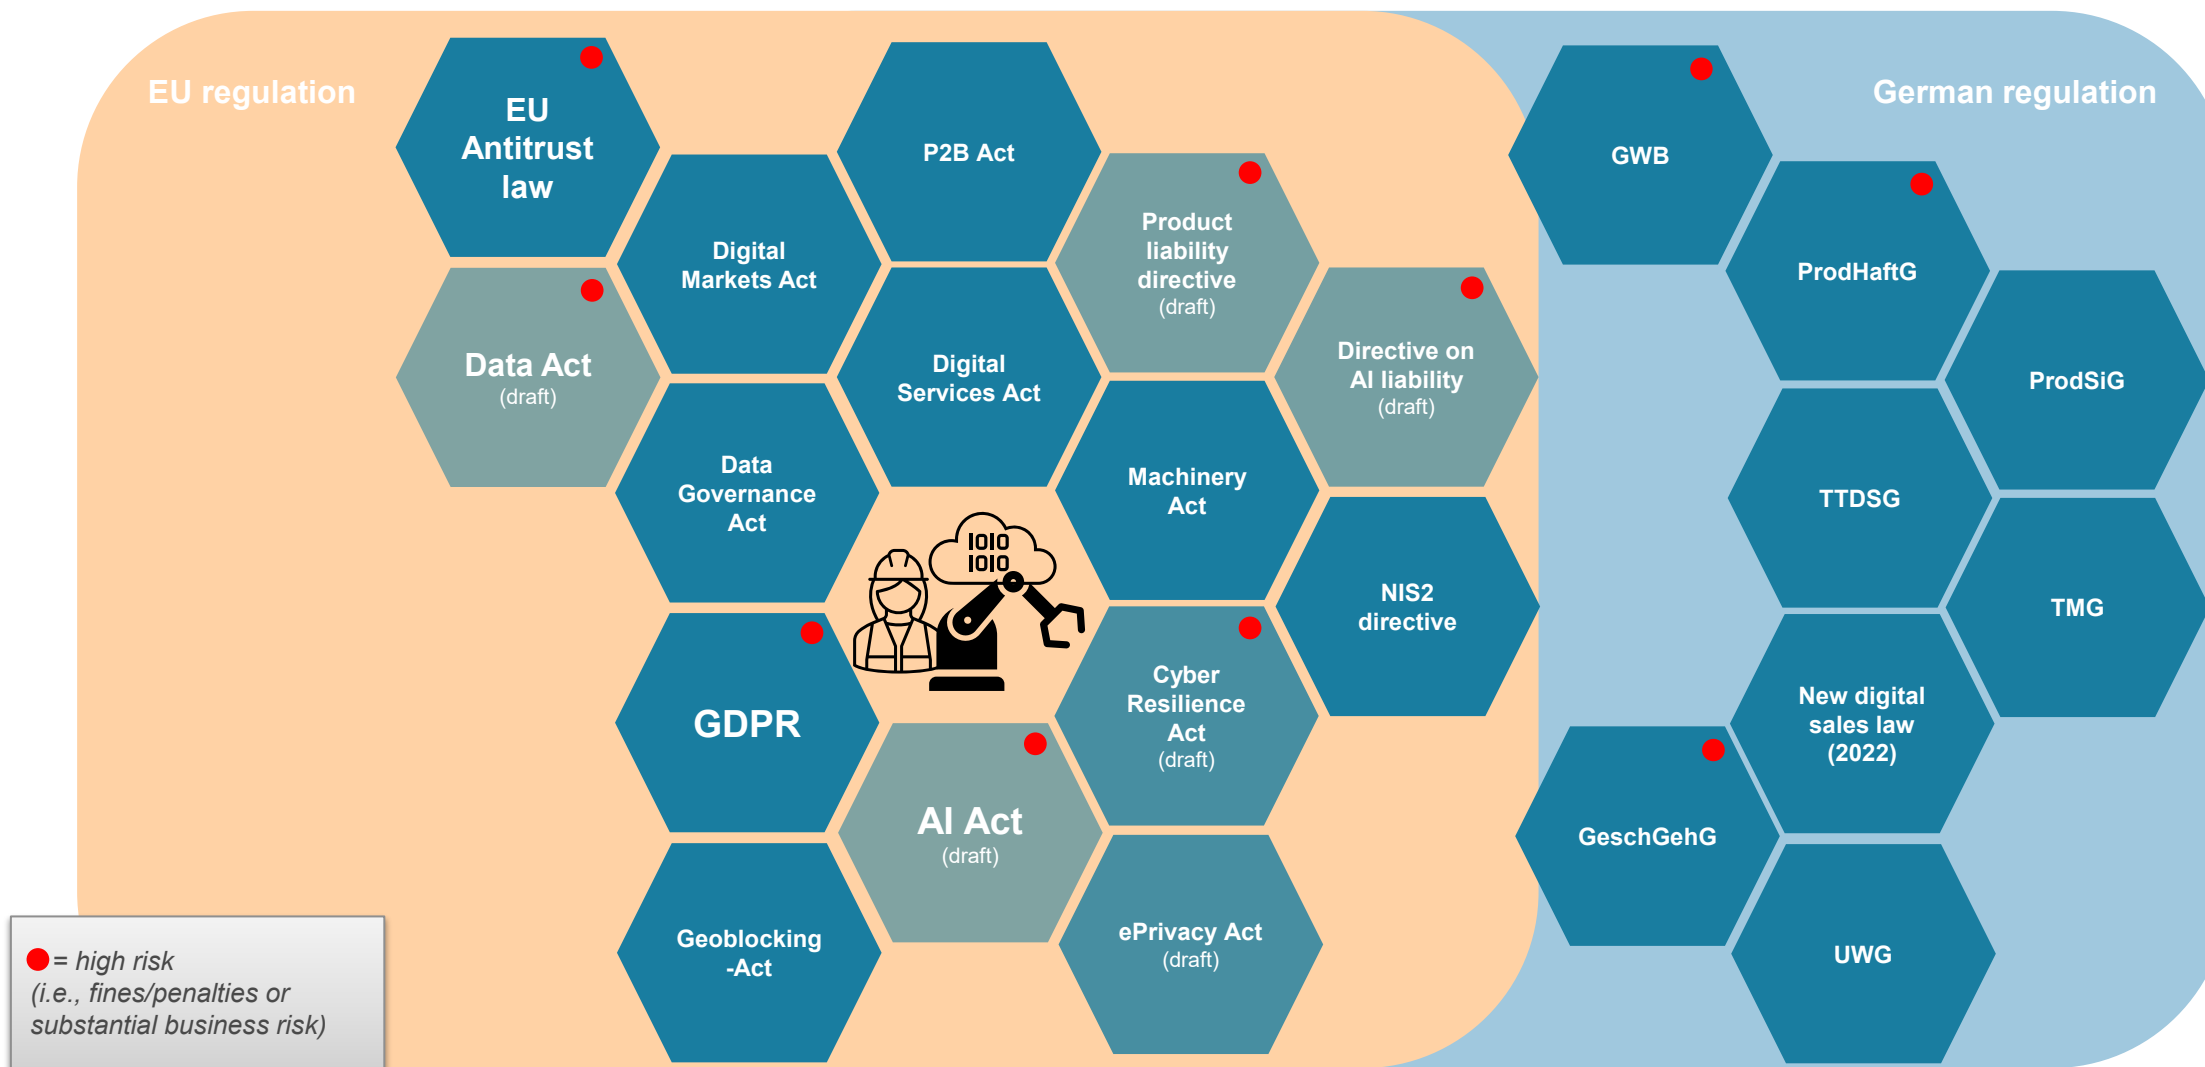 EU regulation
German regulation
EU
Antitrust
law
P2B Act
GWB
Digital
Markets Act
Product
liability
directive
(draft)
ProdHaftG
Data Act
(draft)
Digital
Services Act
Directive on
AI liability
(draft)
ProdSiG
Data
Governance
Act
Machinery
Act
TTDSG
IOIO
IOIO
NIS2
directive
TMG
GDPR
Cyber
Resilience
Act
(draft)
New digital
sales law
(2022)
AI Act
(draft)
GeschGehG
Geoblocking
-Act
ePrivacy Act
(draft)
UWG
= high risk
(i.e., fines/penalties or
substantial business risk)